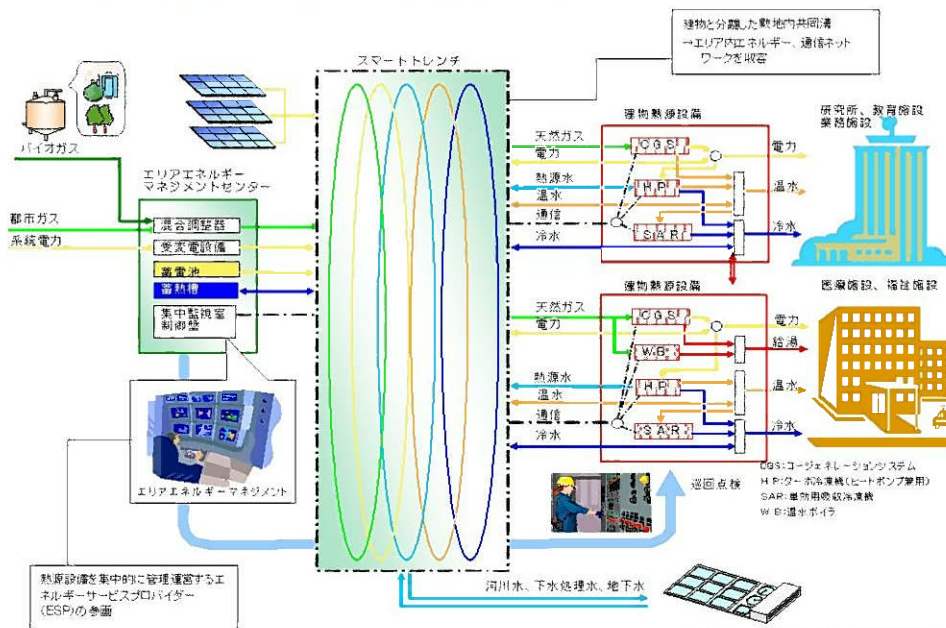 建物と分離した敷地内共同溝
→エリア内エネルギー、通信ネット
ワークを収容
スマートトレンチ
バイオガス
エリアエネルギー
マネジメントセンター
都市ガス
系統電力
混合調整器
受変電設備
蓄電池
蓄熱槽
集中監視室
制御盤
エリアエネルギーマネジメント
熱源設備を集中的に管理運営するエ
ネルギーサービスプロバイダー
(ESP)の参画
建物熱源設備
天然ガス
電力
熱源水
温水
通信
冷水
CGS
HP
SAR
電力
温水
冷水
研究所、教育施設
業務施設
建物熱源設備
天然ガス
電力
熱源水
温水
通信
冷水
CGS
WB
HP
SAR
電力
給湯
温水
冷水
医療施設、福祉施設
巡回点検
CGS:コージェネレーションシステム
HP:ターボ冷凍機(ヒートポンプ兼用)
SAR:単効用吸収冷凍機
WB:温水ボイラ
河川水、下水処理水、地下水